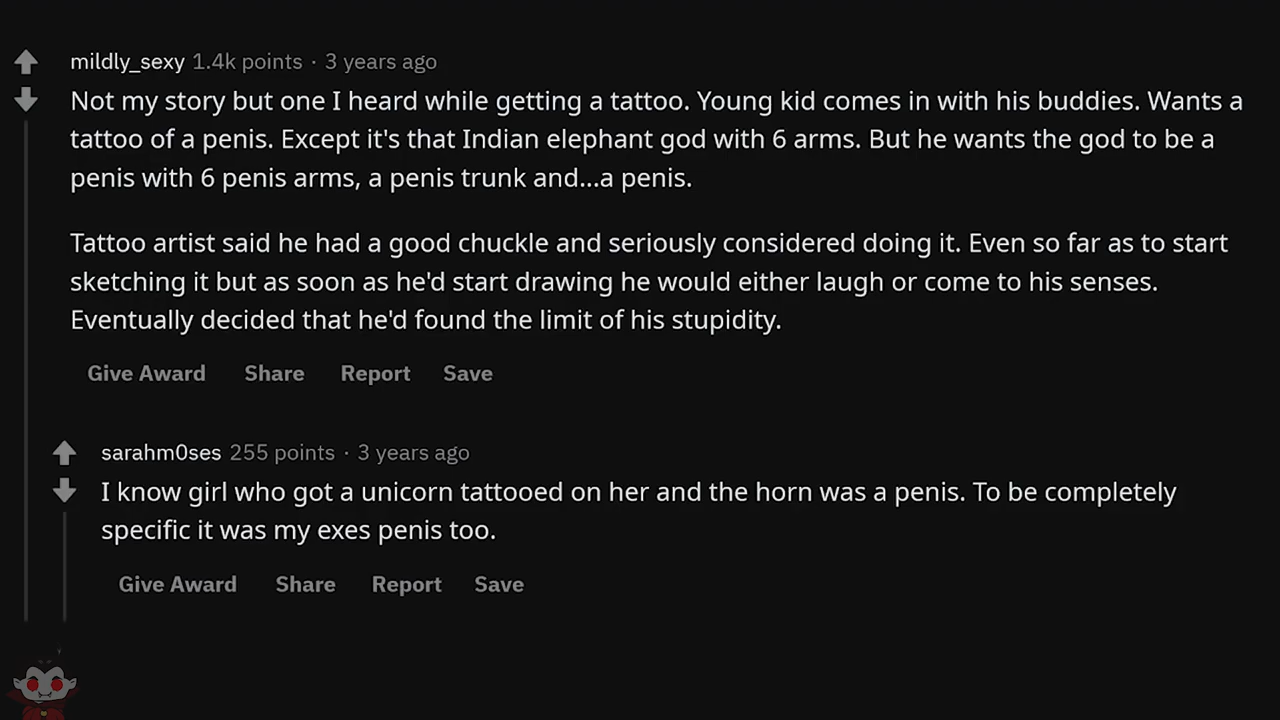 mildly_sexy 1.4k points · 3 years ago
Not my story but one I heard while getting a tattoo. Young kid comes in with his buddies. Wants a
tattoo of a penis. Except it's that Indian elephant god with 6 arms. But he wants the god to be a
penis with 6 penis arms, a penis trunk and...a penis.
Tattoo artist said he had a good chuckle and seriously considered doing it. Even so far as to start
sketching it but as soon as he'd start drawing he would either laugh or come to his senses.
Eventually decided that he'd found the limit of his stupidity.
Give Award Share Report Save
sarahm0ses 255 points · 3 years ago
I know girl who got a unicorn tattooed on her and the horn was a penis. To be completely
specific it was my exes penis too.
Give Award Share Report Save